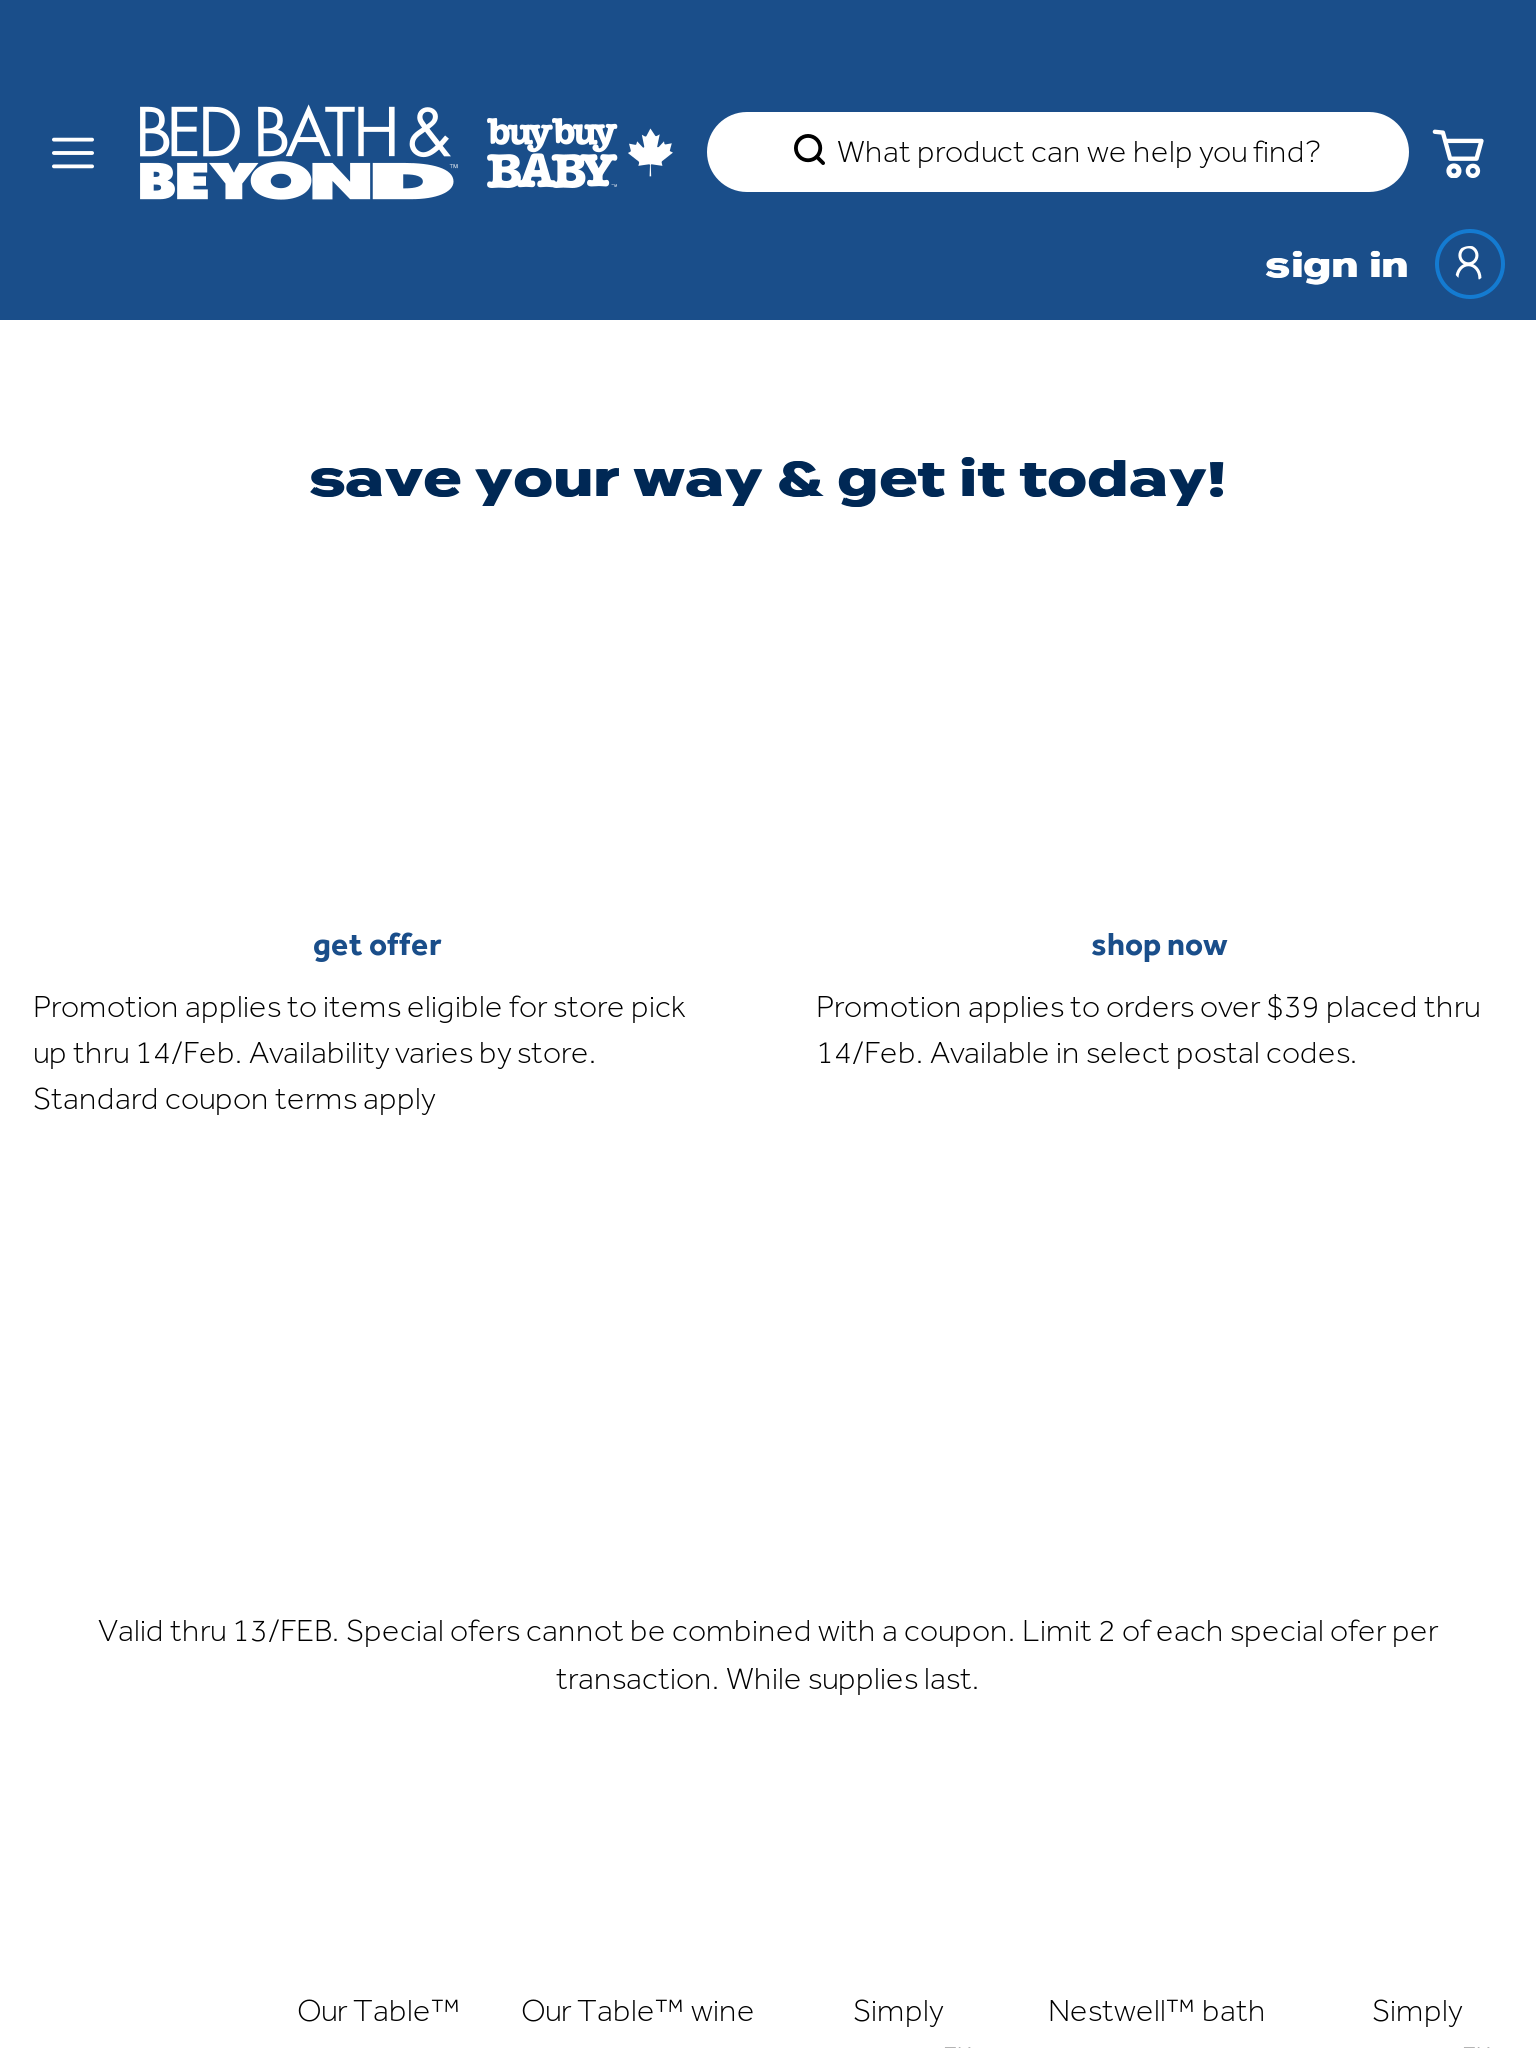 BED BATH &
BEYOND™
buybuy
BABY™
What product can we help you find?
sign in
save your way & get it today!
get offer
Promotion applies to items eligible for store pick
up thru 14/Feb. Availability varies by store.
Standard coupon terms apply
shop now
Promotion applies to orders over $39 placed thru
14/Feb. Available in select postal codes.
Valid thru 13/FEB. Special ofers cannot be combined with a coupon. Limit 2 of each special ofer per
transaction. While supplies last.
Our Table™
Our Table™ wine
Simply
Nestwell™ bath
Simply